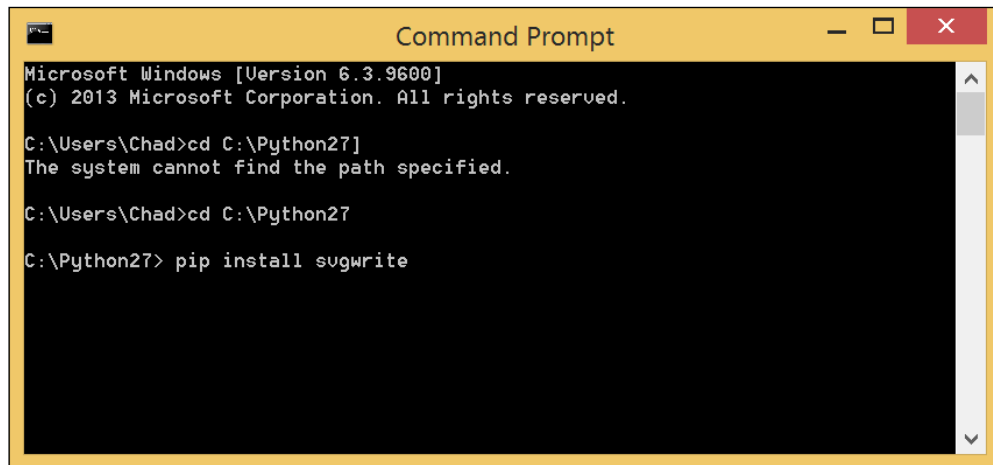 Command Prompt
Microsoft Windows [Version 6.3.9600]
(c) 2013 Microsoft Corporation. All rights reserved.
C:\Users\Chad>cd C:\Python27]
The system cannot find the path specified.
C:\Users\Chad>cd C:\Python27
C:\Python27> pip install svgwrite